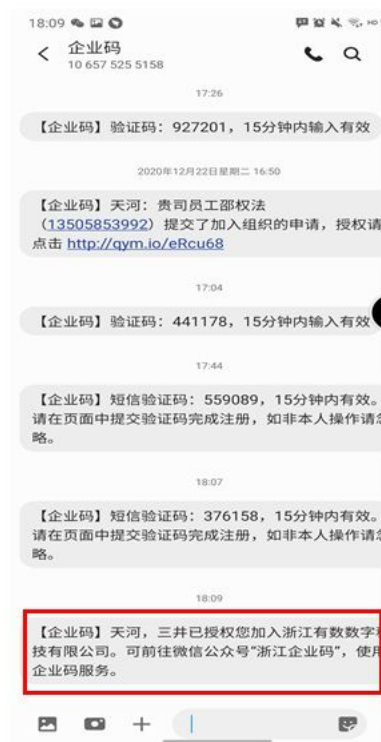 18:09
企业码
10 657 525 5158
17:26
【企业码】验证码：927201，15分钟内输入有效
2020年12月22日星期二 16:50
【企业码】天河：贵司员工邵权法
（13505853992）提交了加入组织的申请，授权请
点击 http://qym.io/eRcu68
17:04
【企业码】验证码：441178，15分钟内输入有效
17:44
【企业码】短信验证码：559089，15分钟内有效。
请在页面中提交验证码完成注册，如非本人操作请忽
略。
18:07
【企业码】短信验证码：376158，15分钟内有效。
请在页面中提交验证码完成注册，如非本人操作请忽
略。
18:09
【企业码】天河，三井已授权您加入浙江有数数字科
技有限公司。可前往微信公众号“浙江企业码”，使用
企业码服务。